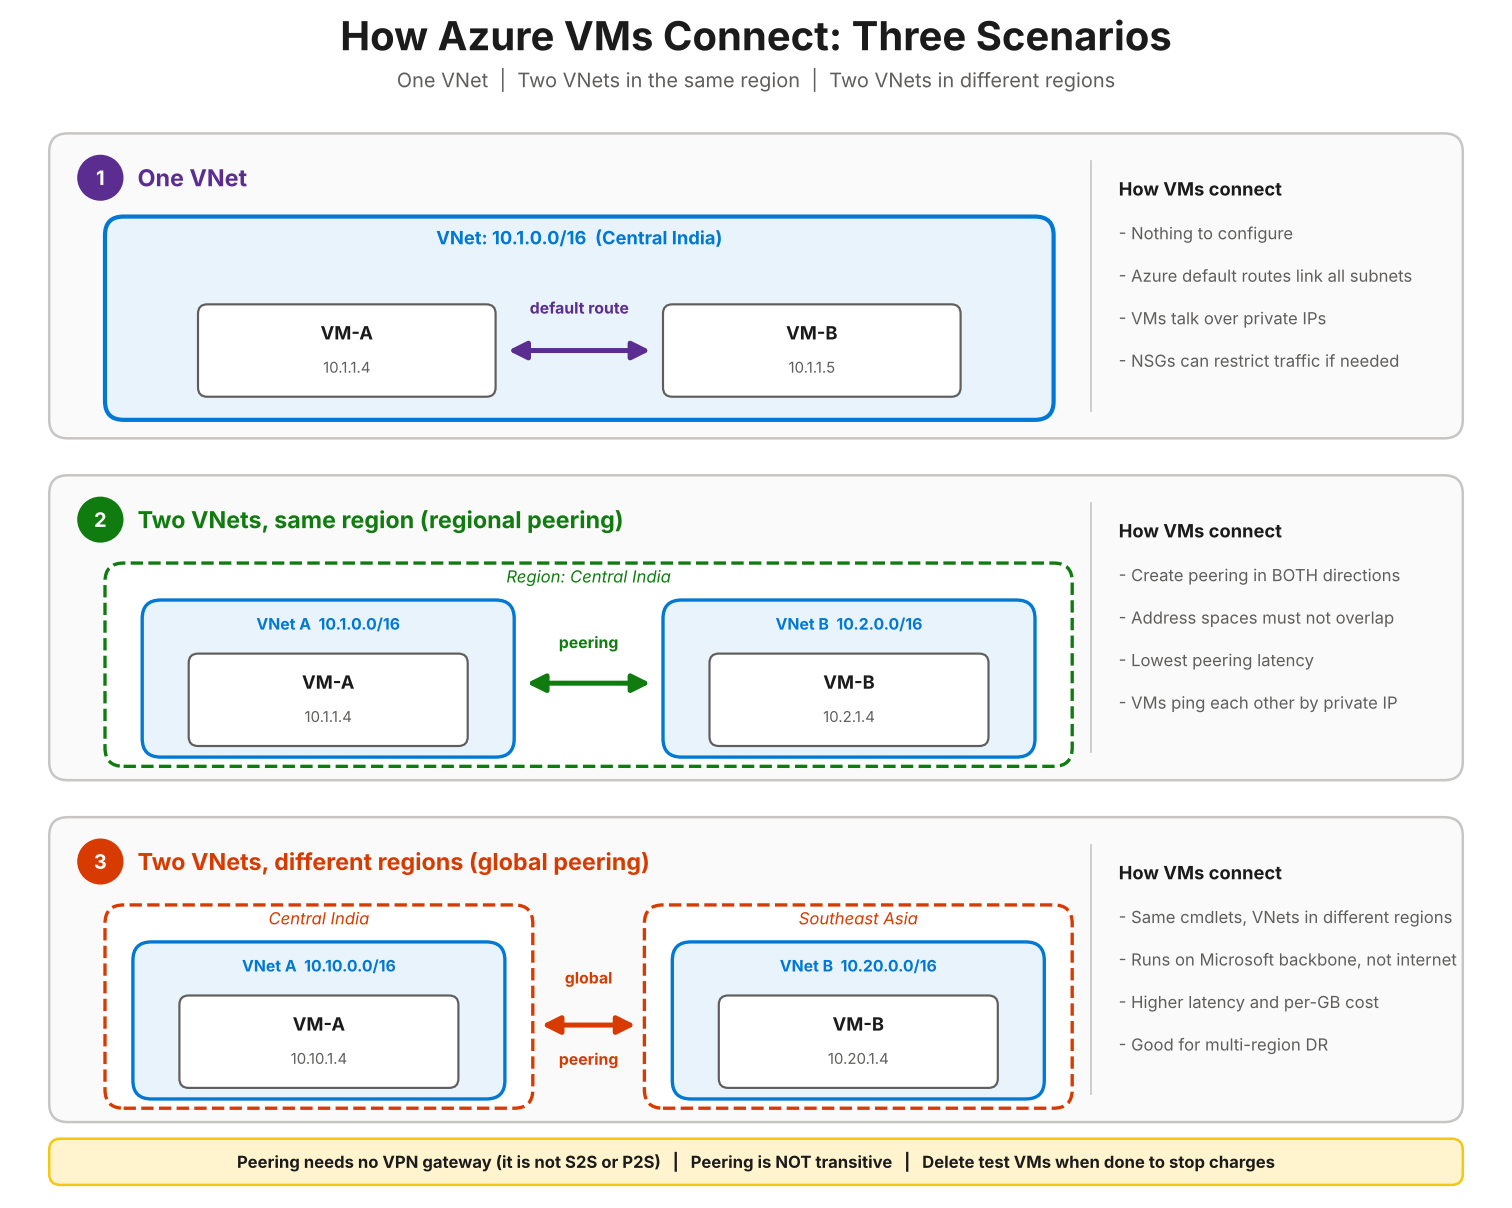 How Azure VMs Connect: Three Scenarios
One VNet | Two VNets in the same region | Two VNets in different regions
1
One VNet
VNet: 10.1.0.0/16 (Central India)
VM-A
10.1.1.4
default route
VM-B
10.1.1.5
How VMs connect
- Nothing to configure
- Azure default routes link all subnets
- VMs talk over private IPs
- NSGs can restrict traffic if needed
2
Two VNets, same region (regional peering)
Region: Central India
VNet A 10.1.0.0/16
VM-A
10.1.1.4
peering
VNet B 10.2.0.0/16
VM-B
10.2.1.4
How VMs connect
- Create peering in BOTH directions
- Address spaces must not overlap
- Lowest peering latency
- VMs ping each other by private IP
3
Two VNets, different regions (global peering)
Central India
VNet A 10.10.0.0/16
VM-A
10.10.1.4
global
peering
Southeast Asia
VNet B 10.20.0.0/16
VM-B
10.20.1.4
How VMs connect
- Same cmdlets, VNets in different regions
- Runs on Microsoft backbone, not internet
- Higher latency and per-GB cost
- Good for multi-region DR
Peering needs no VPN gateway (it is not S2S or P2S) | Peering is NOT transitive | Delete test VMs when done to stop charges